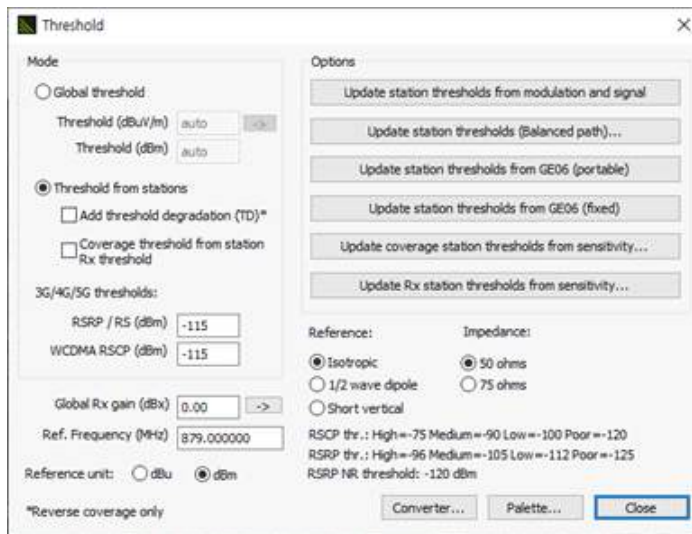 Threshold
Mode
Global threshold
Threshold (dBuV/m) auto ->
Threshold (dBm) auto
Threshold from stations
Add threshold degradation (TD)*
Coverage threshold from station
Rx threshold
3G/4G/5G thresholds:
RSRP / RS (dBm) -115
WCDMA RSCP (dBm) -115
Global Rx gain (dBx) 0.00 ->
Ref. Frequency (MHz) 879.000000
Reference unit: dBu dBm
*Reverse coverage only
Options
Update station thresholds from modulation and signal
Update station thresholds (Balanced path)...
Update station thresholds from GE06 (portable)
Update station thresholds from GE06 (fixed)
Update coverage station thresholds from sensitivity...
Update Rx station thresholds from sensitivity...
Reference: Impedance:
Isotropic 50 ohms
1/2 wave dipole 75 ohms
Short vertical
RSCP thr.: High=-75 Medium=-90 Low=-100 Poor=-120
RSRP thr.: High=-96 Medium=-105 Low=-112 Poor=-125
RSRP NR threshold: -120 dBm
Converter... Palette... Close